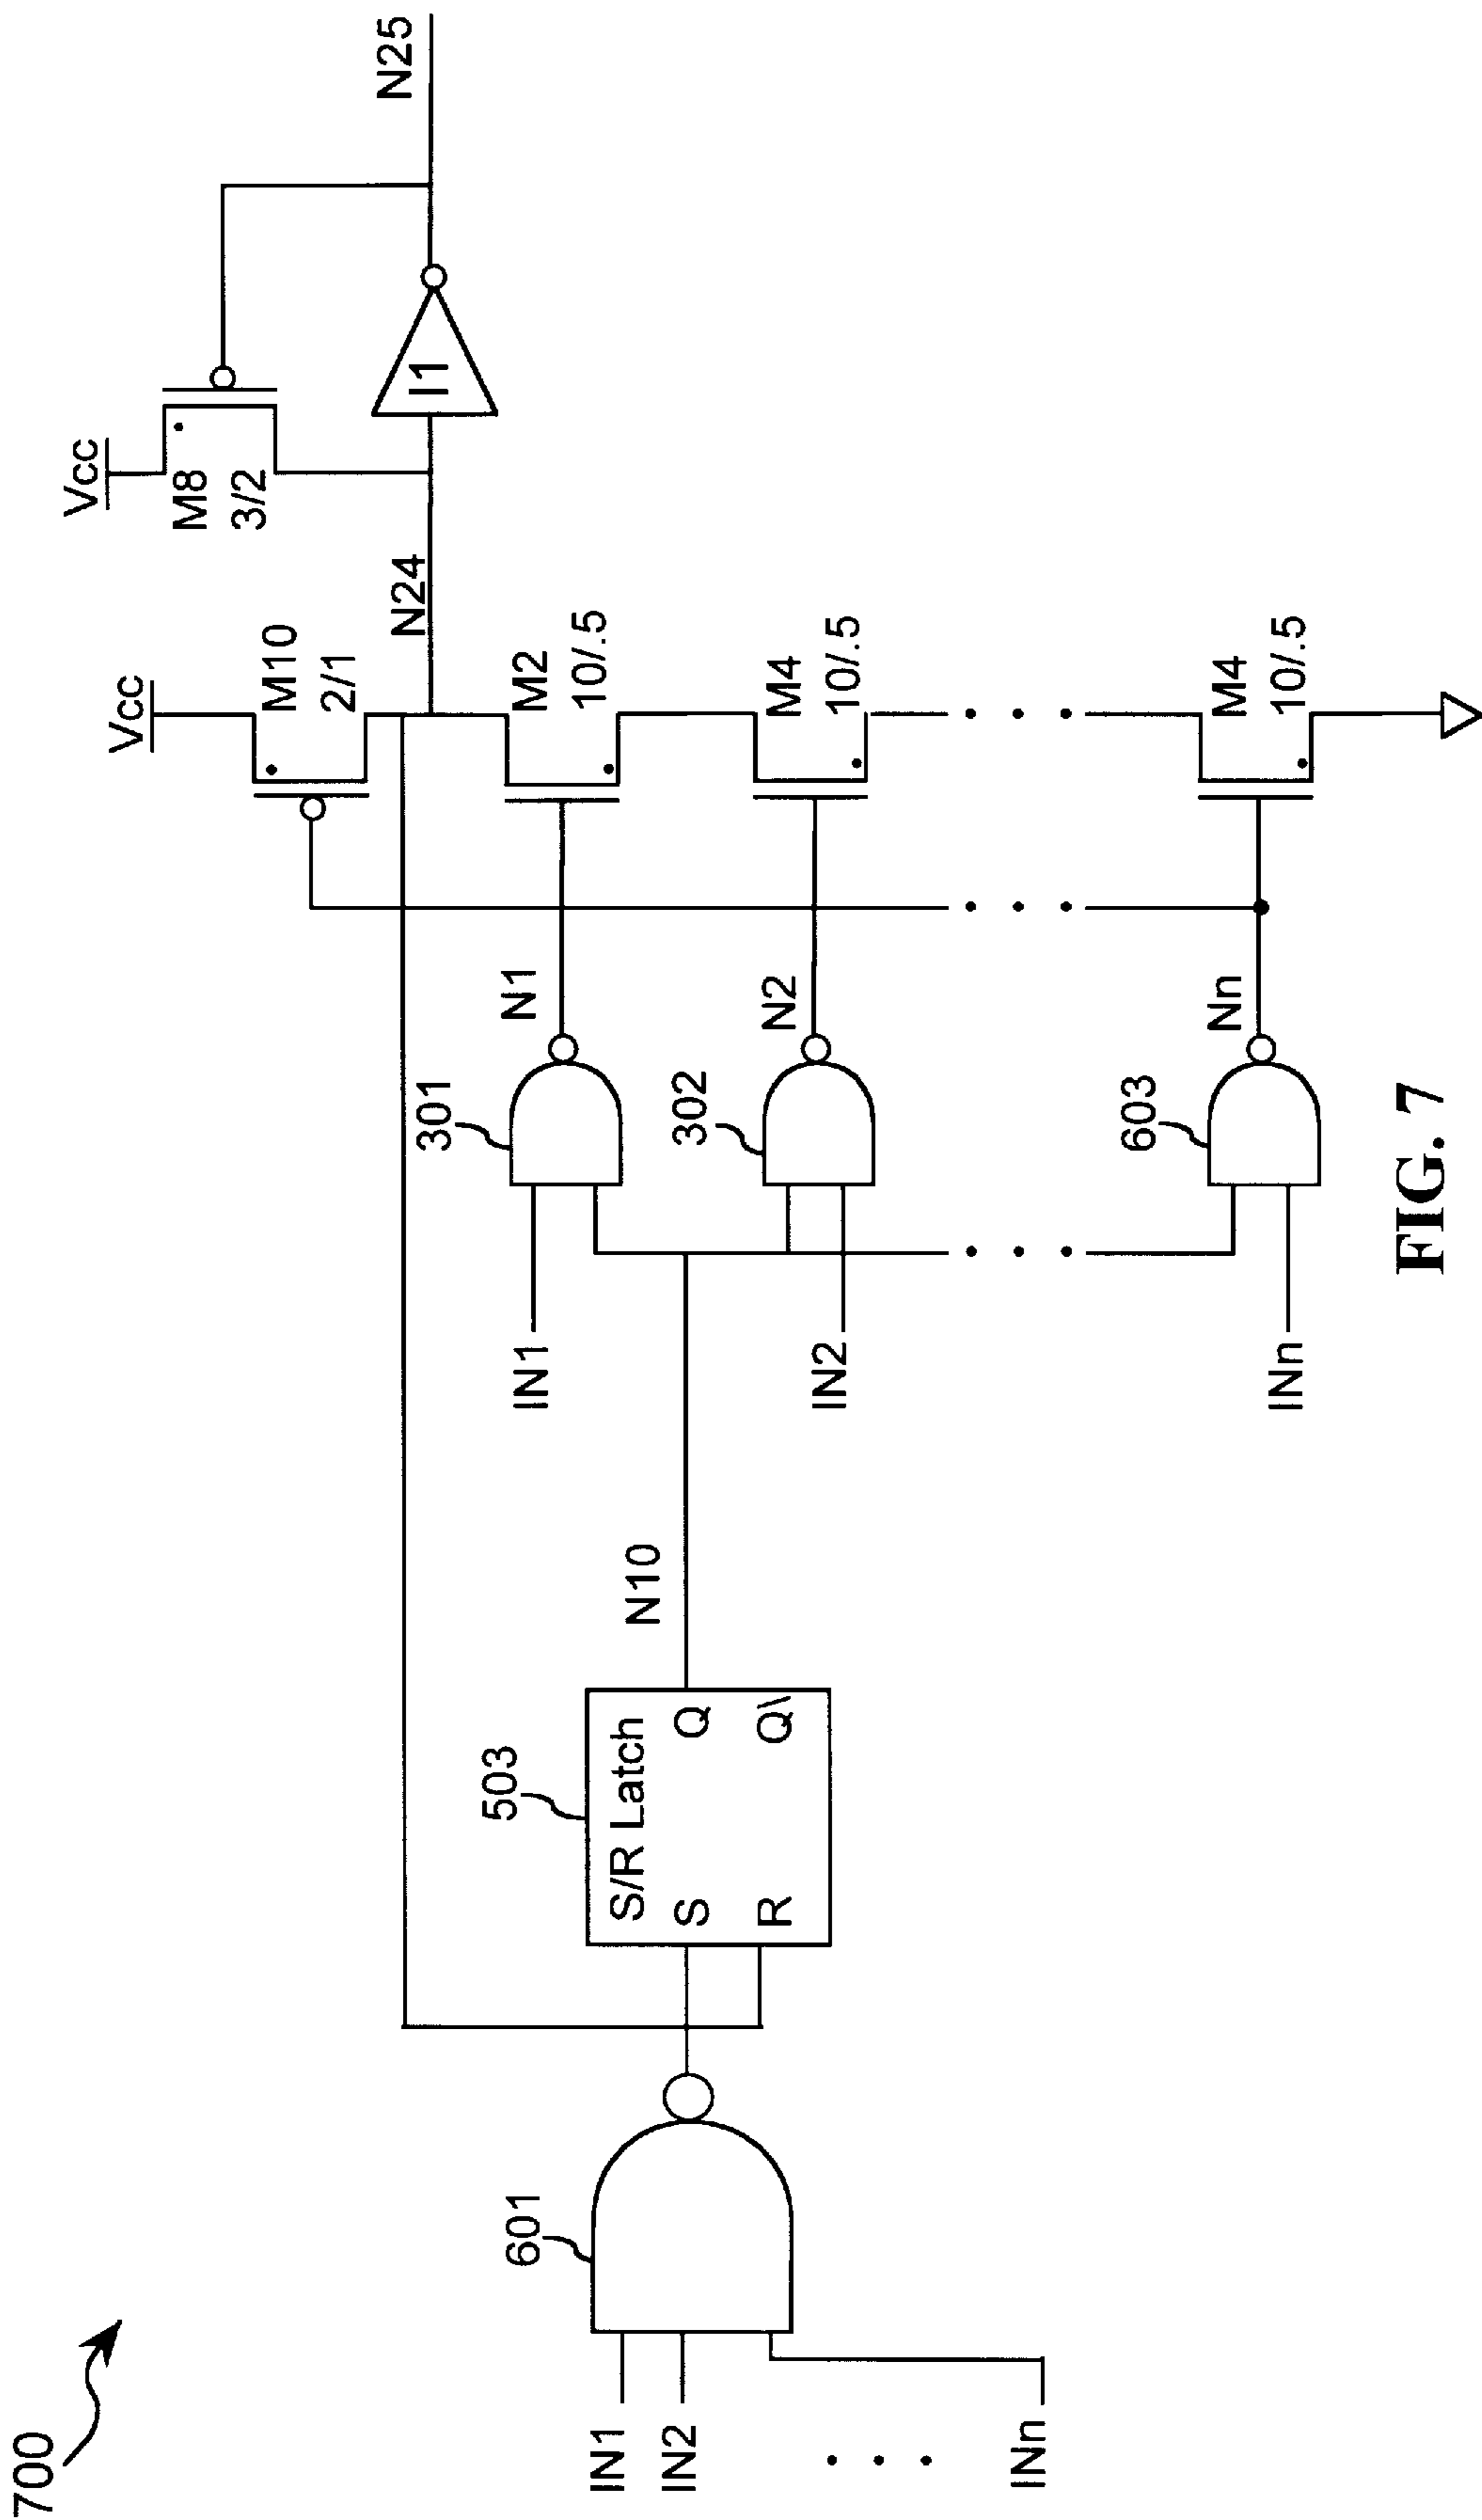 700
IN1
IN2
INn
601
503
S/R Latch
S
Q
R
Q\
N10
IN1
IN2
INn
301
302
603
N1
N2
Nn
Vcc
M10
2/1
N24
M2
10/.5
M4
10/.5
M4
10/.5
Vcc
M8
3/2
I1
N25
FIG. 7